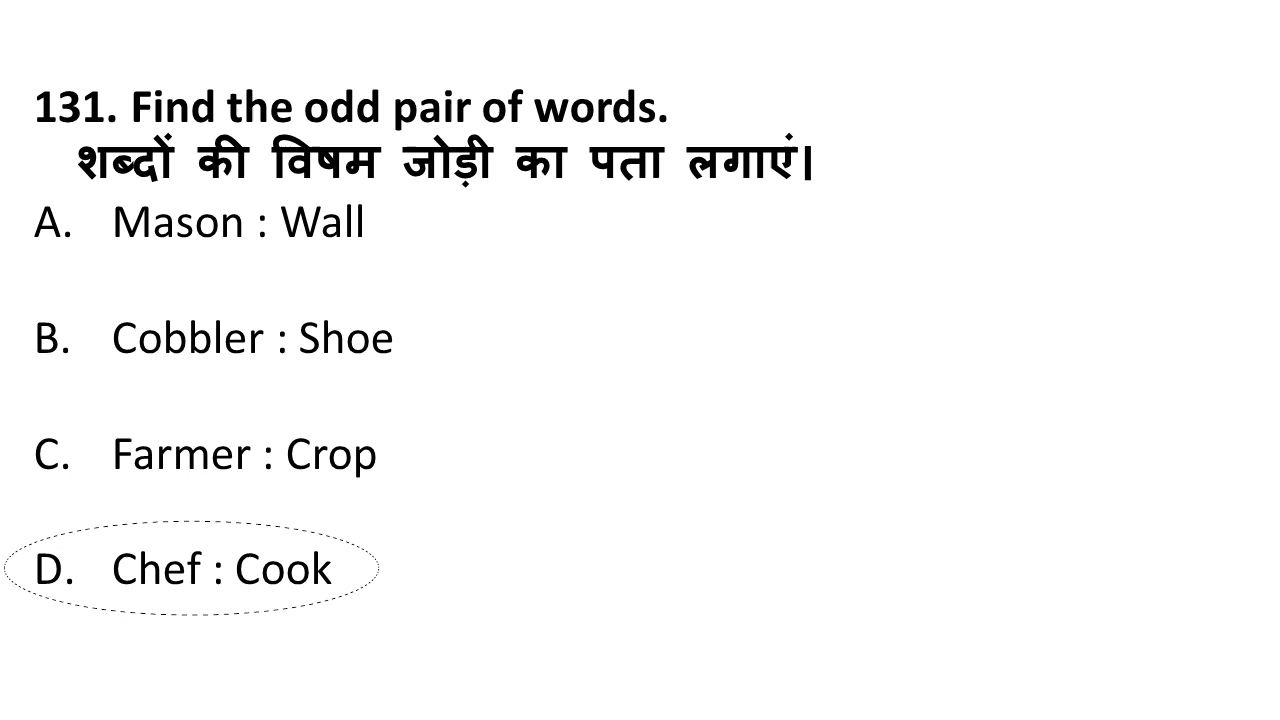 131. Find the odd pair of words.
शब्दों की विषम जोड़ी का पता लगाएं।
A. Mason : Wall
B. Cobbler : Shoe
C. Farmer : Crop
D. Chef : Cook